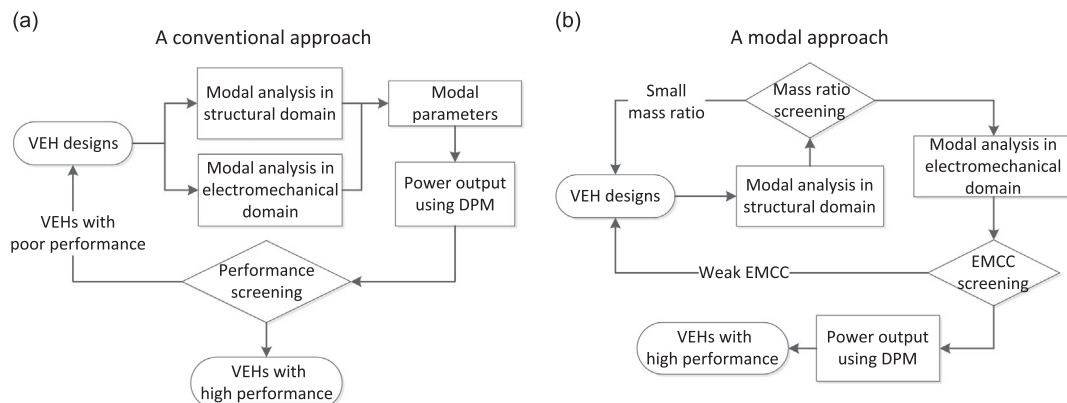 (a)
A conventional approach
VEH designs
Modal analysis in
structural domain
Modal analysis in
electromechanical
domain
Modal
parameters
Power output
using DPM
VEHs with
poor performance
Performance
screening
VEHs with
high performance
(b)
A modal approach
Small
mass ratio
Mass ratio
screening
Modal analysis in
electromechanical
domain
VEH designs
Modal analysis in
structural domain
Weak EMCC
EMCC
screening
VEHs with
high performance
Power output
using DPM